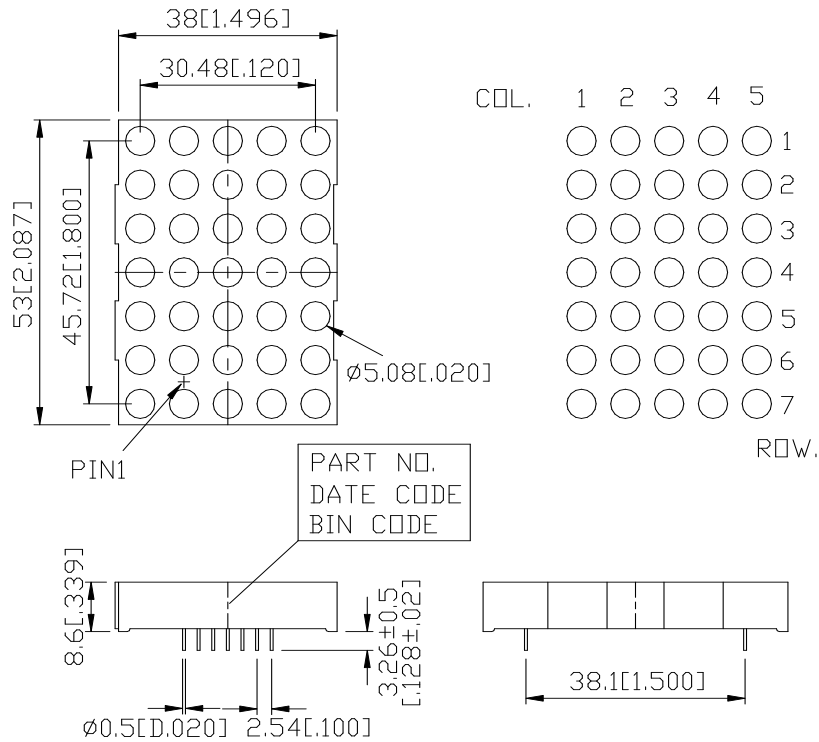 38[1.496]
30.48[.120]
COL. 1 2 3 4 5
1
2
3
4
5
6
7
ROW.
53[2.087]
45.72[1.800]
Ø5.08[.020]
PIN1
PART NO.
DATE CODE
BIN CODE
8.6[.339]
3.26±0.5
[.128±.02]
38.1[1.500]
Ø0.5[D.020]
2.54[.100]